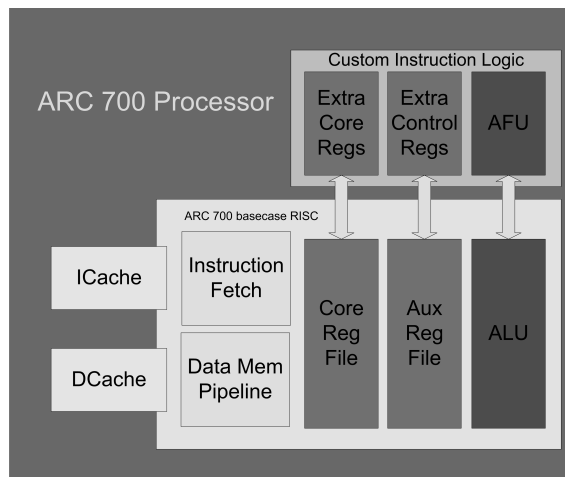 Custom Instruction Logic
ARC 700 Processor
Extra
Core
Regs
Extra
Control
Regs
AFU
ARC 700 basecase RISC
ICache
Instruction
Fetch
DCache
Data Mem
Pipeline
Core
Reg
File
Aux
Reg
File
ALU